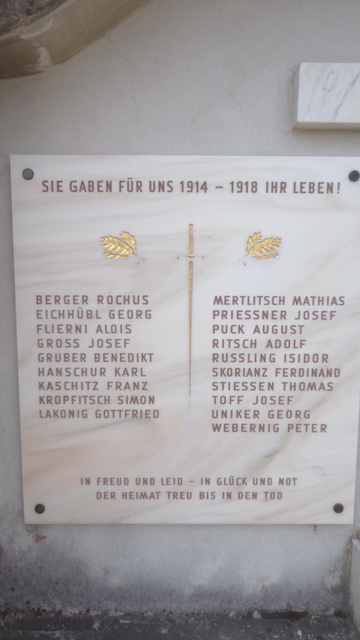 SIE GABEN FÜR UNS 1914 – 1918 IHR LEBEN!
BERGER ROCHUS
EICHHÜBL GEORG
FLIERNI ALOIS
GROSS JOSEF
GRUBER BENEDIKT
HANSCHUR KARL
KASCHITZ FRANZ
KROPFITSCH SIMON
LAKONIG GOTTFRIED
MERTLITSCH MATHIAS
PRIESSNER JOSEF
PUCK AUGUST
RITSCH ADOLF
RUSSLING ISIDOR
SKORIANZ FERDINAND
STIESSEN THOMAS
TOFF JOSEF
UNIKER GEORG
WEBERNIG PETER
IN FREUD UND LEID – IN GLÜCK UND NOT
DER HEIMAT TREU BIS IN DEN TOD